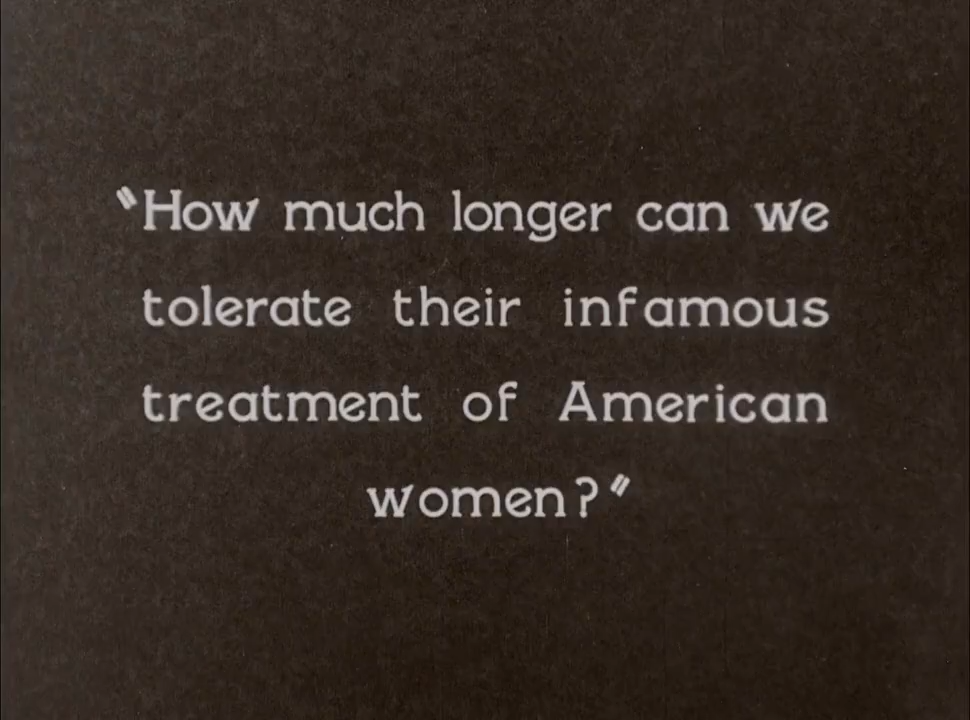 "How much longer can we
tolerate their infamous
treatment of American
women?"